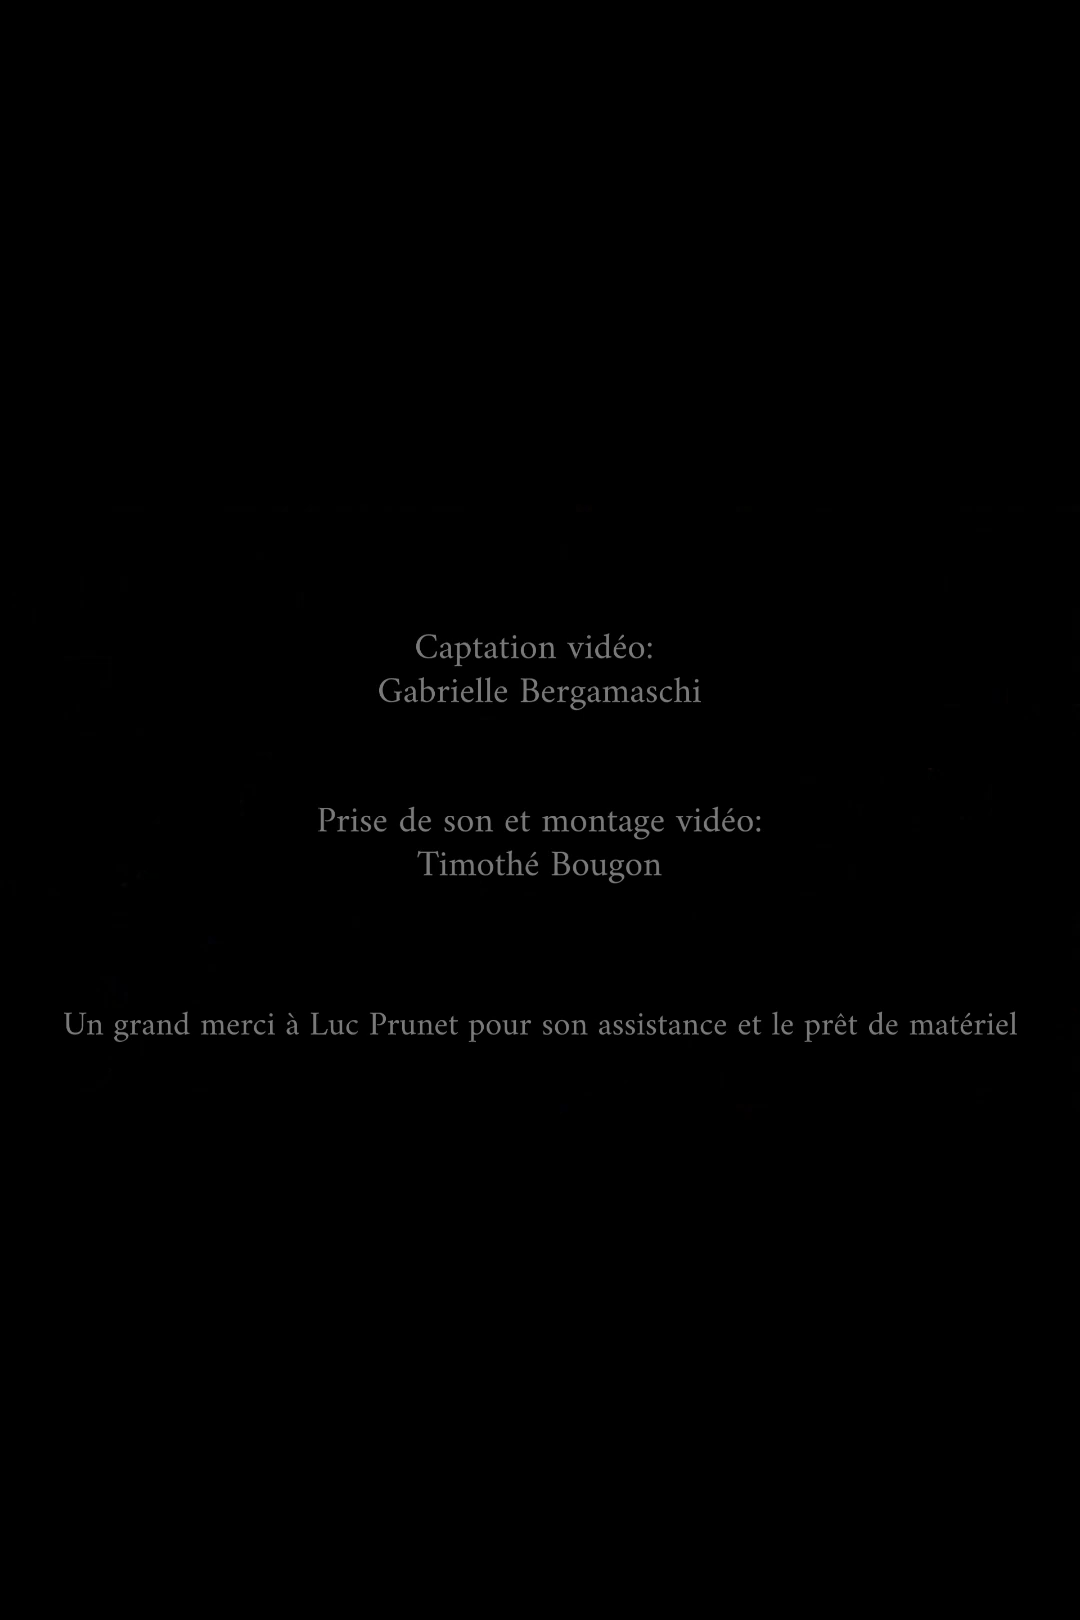 Captation vidéo:
Gabrielle Bergamaschi
Prise de son et montage vidéo:
Timothé Bougon
Un grand merci à Luc Prunet pour son assistance et le prêt de matériel